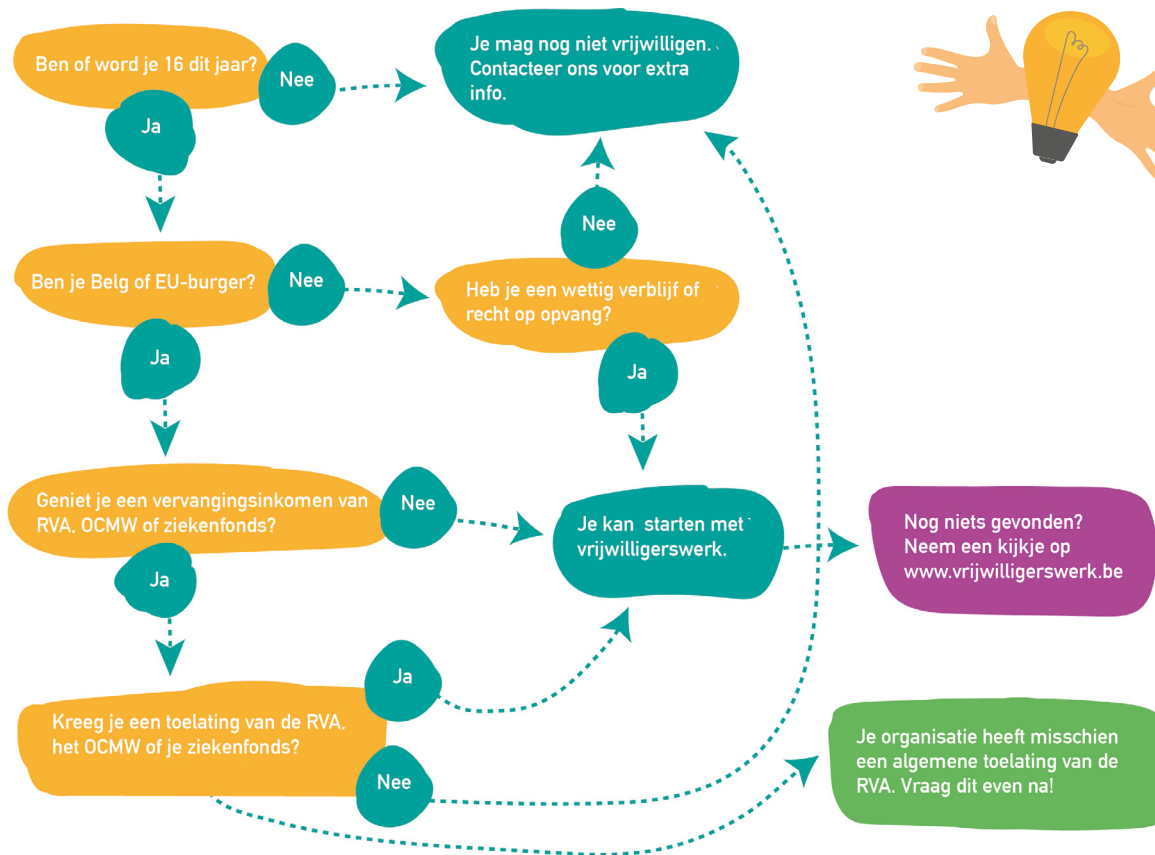 Ben of word je 16 dit jaar?
Nee
Je mag nog niet vrijwilligen.
Contacteer ons voor extra
info.
Ja
Nee
Ben je Belg of EU-burger?
Nee
Heb je een wettig verblijf of
recht op opvang?
Ja
Ja
Geniet je een vervangingsinkomen van
RVA, OCMW of ziekenfonds?
Nee
Je kan starten met
vrijwilligerswerk.
Nog niets gevonden?
Neem een kijkje op
www.vrijwilligerswerk.be
Ja
Kreeg je een toelating van de RVA,
het OCMW of je ziekenfonds?
Ja
Nee
Je organisatie heeft misschien
een algemene toelating van de
RVA. Vraag dit even na!